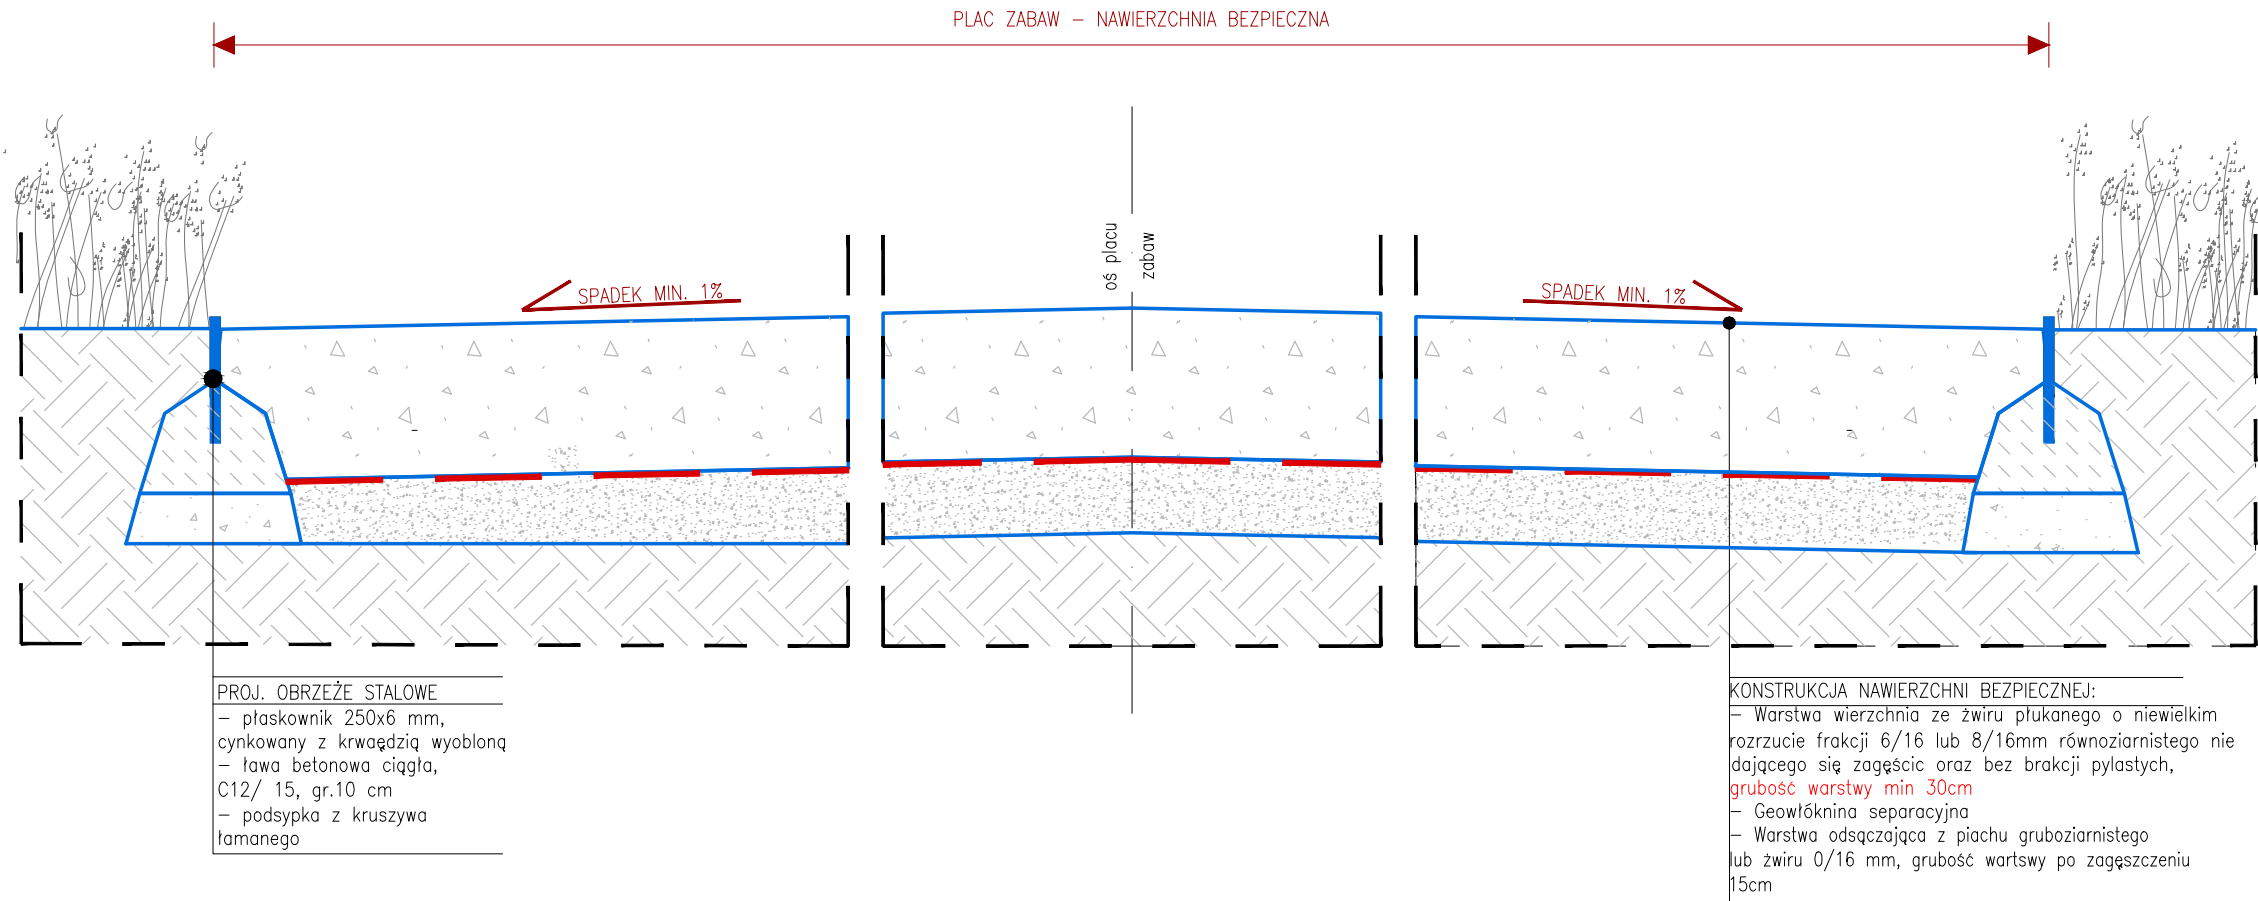 PLAC ZABAW – NAWIERZCHNIA BEZPIECZNA
oś placu
zabaw
SPADEK MIN. 1%
SPADEK MIN. 1%
PROJ. OBRZEŻE STALOWE
– płaskownik 250x6 mm,
cynkowany z krwaędzią wyobloną
– ława betonowa ciągła,
C12/ 15, gr.10 cm
– podsypka z kruszywa
łamanego
KONSTRUKCJA NAWIERZCHNI BEZPIECZNEJ:
– Warstwa wierzchnia ze żwiru płukanego o niewielkim
rozrzucie frakcji 6/16 lub 8/16mm równoziarnistego nie
dającego się zagęścic oraz bez brakcji pylastych,
grubość warstwy min 30cm
– Geowłóknina separacyjna
– Warstwa odsączająca z piachu gruboziarnistego
lub żwiru 0/16 mm, grubość wartswy po zagęszczeniu
15cm